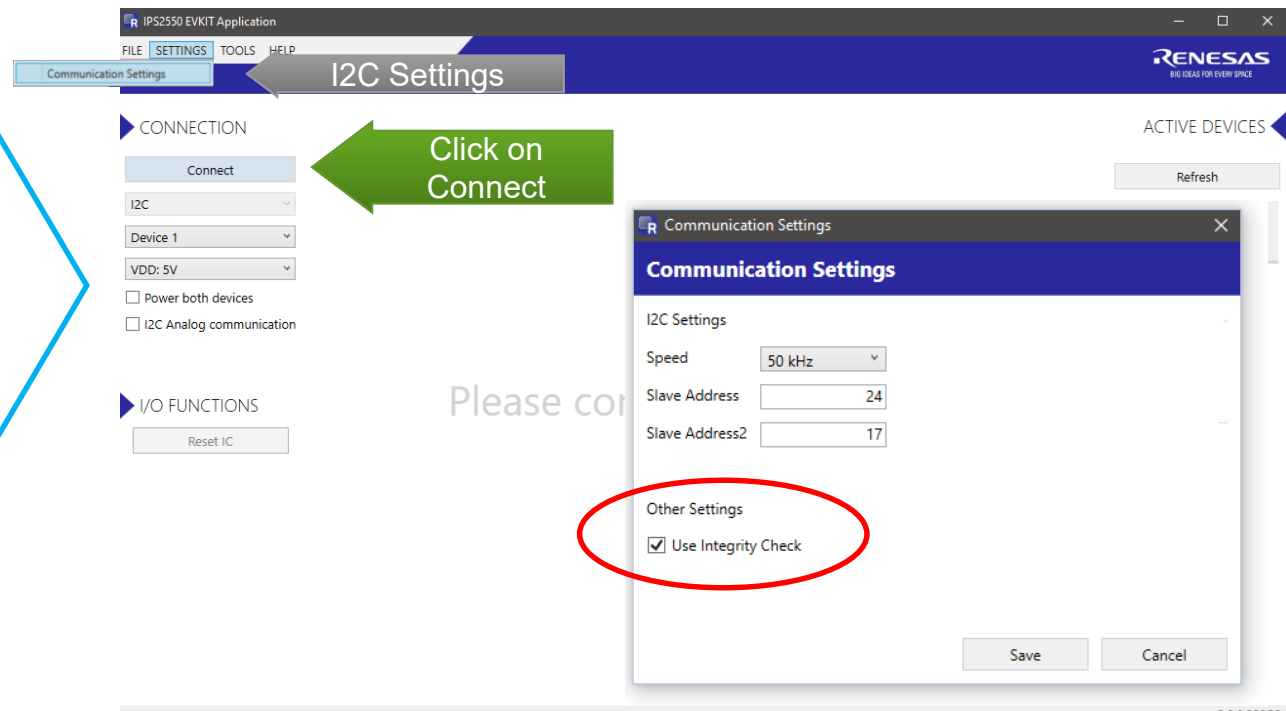 IPS2550 EVKIT Application
FILE SETTINGS TOOLS HELP
Communication Settings
I2C Settings
RENESAS
BIG IDEAS FOR EVERY SPACE
CONNECTION
ACTIVE DEVICES
Click on
Connect
Connect
Refresh
I2C
Device 1
VDD: 5V
Power both devices
I2C Analog communication
I/O FUNCTIONS
Reset IC
Please
Communication Settings
Communication Settings
I2C Settings
Speed 50 kHz
Slave Address 24
Slave Address2 17
Other Settings
Use Integrity Check
Save Cancel